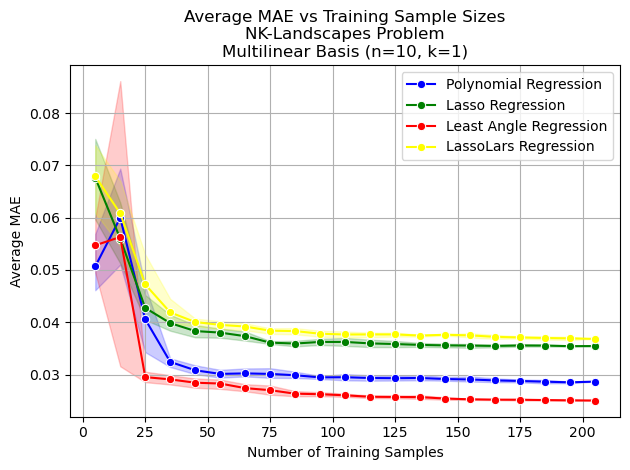 Average MAE vs Training Sample Sizes
NK-Landscapes Problem
Multilinear Basis (n=10, k=1)
Polynomial Regression
Lasso Regression
Least Angle Regression
LassoLars Regression
Average MAE
0.08
0.07
0.06
0.05
0.04
0.03
0 25 50 75 100 125 150 175 200
Number of Training Samples